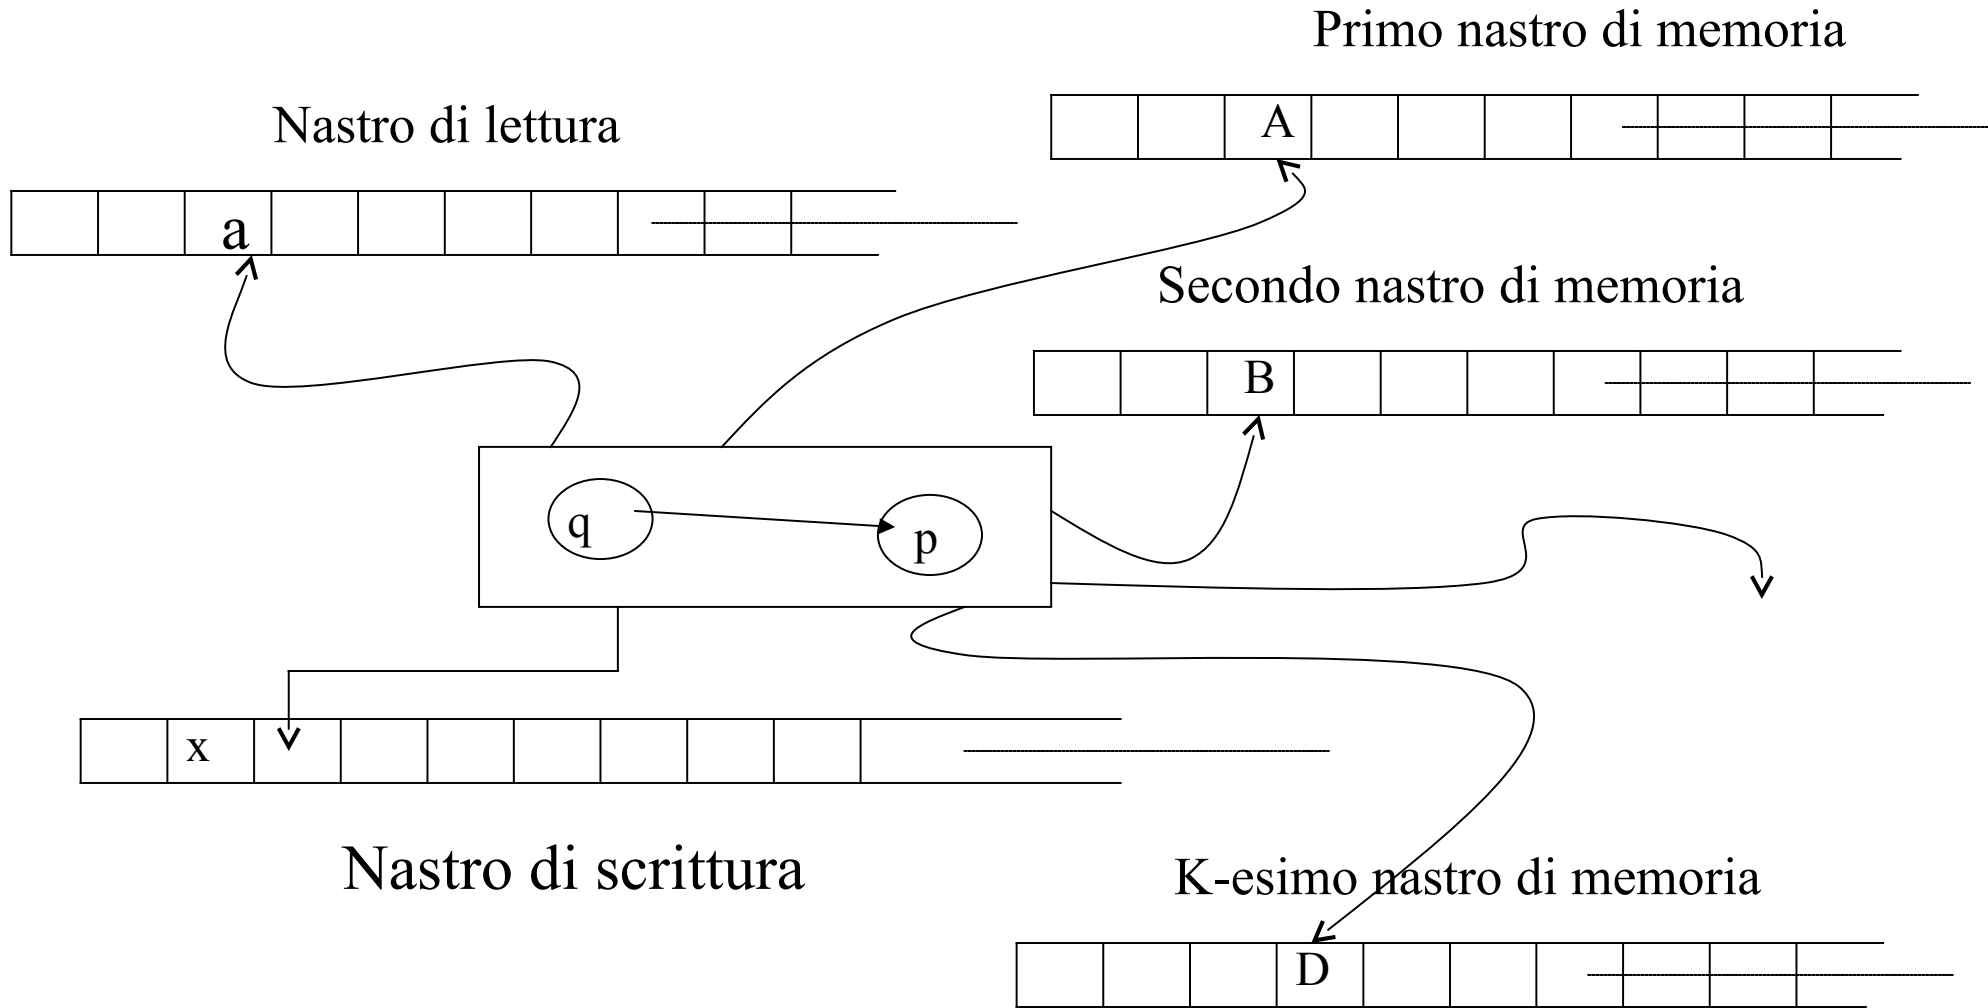 Primo nastro di memoria
A
Nastro di lettura
a
Secondo nastro di memoria
B
q
p
x
Nastro di scrittura
K-esimo nastro di memoria
D